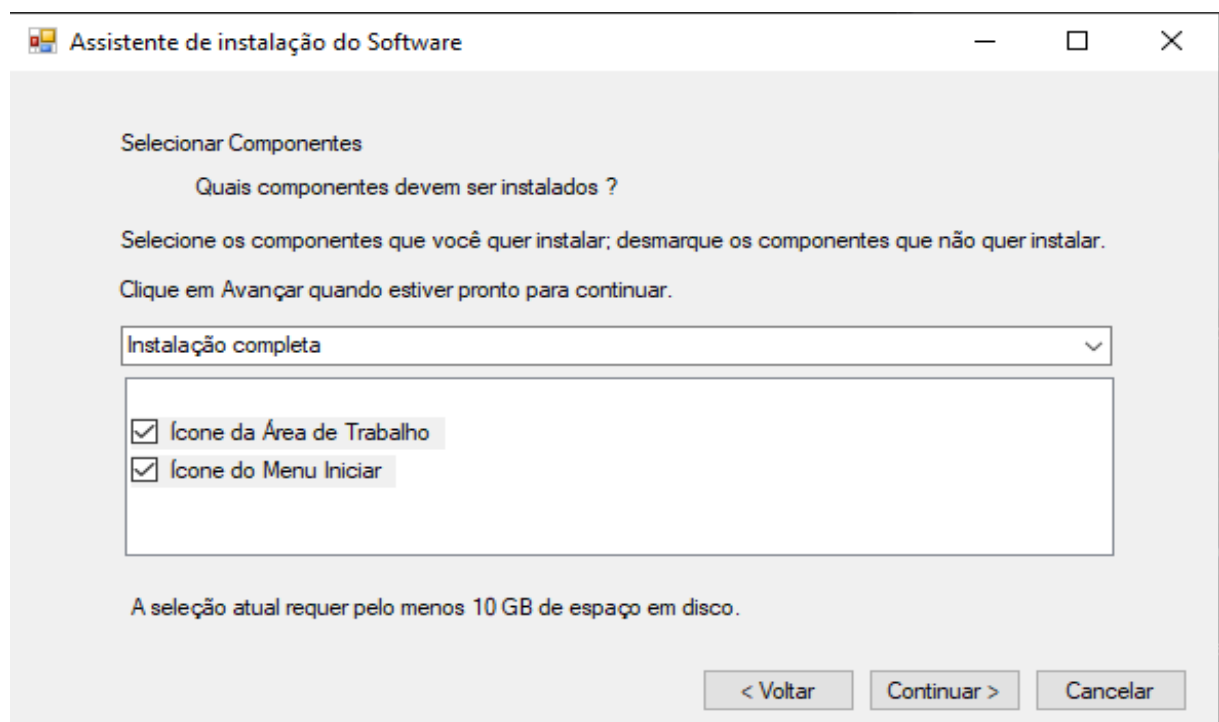 Assistente de instalação do Software
Selecionar Componentes
Quais componentes devem ser instalados ?
Selecione os componentes que você quer instalar; desmarque os componentes que não quer instalar.
Clique em Avançar quando estiver pronto para continuar.
Instalação completa
Ícone da Área de Trabalho
Ícone do Menu Iniciar
A seleção atual requer pelo menos 10 GB de espaço em disco.
< Voltar
Continuar >
Cancelar